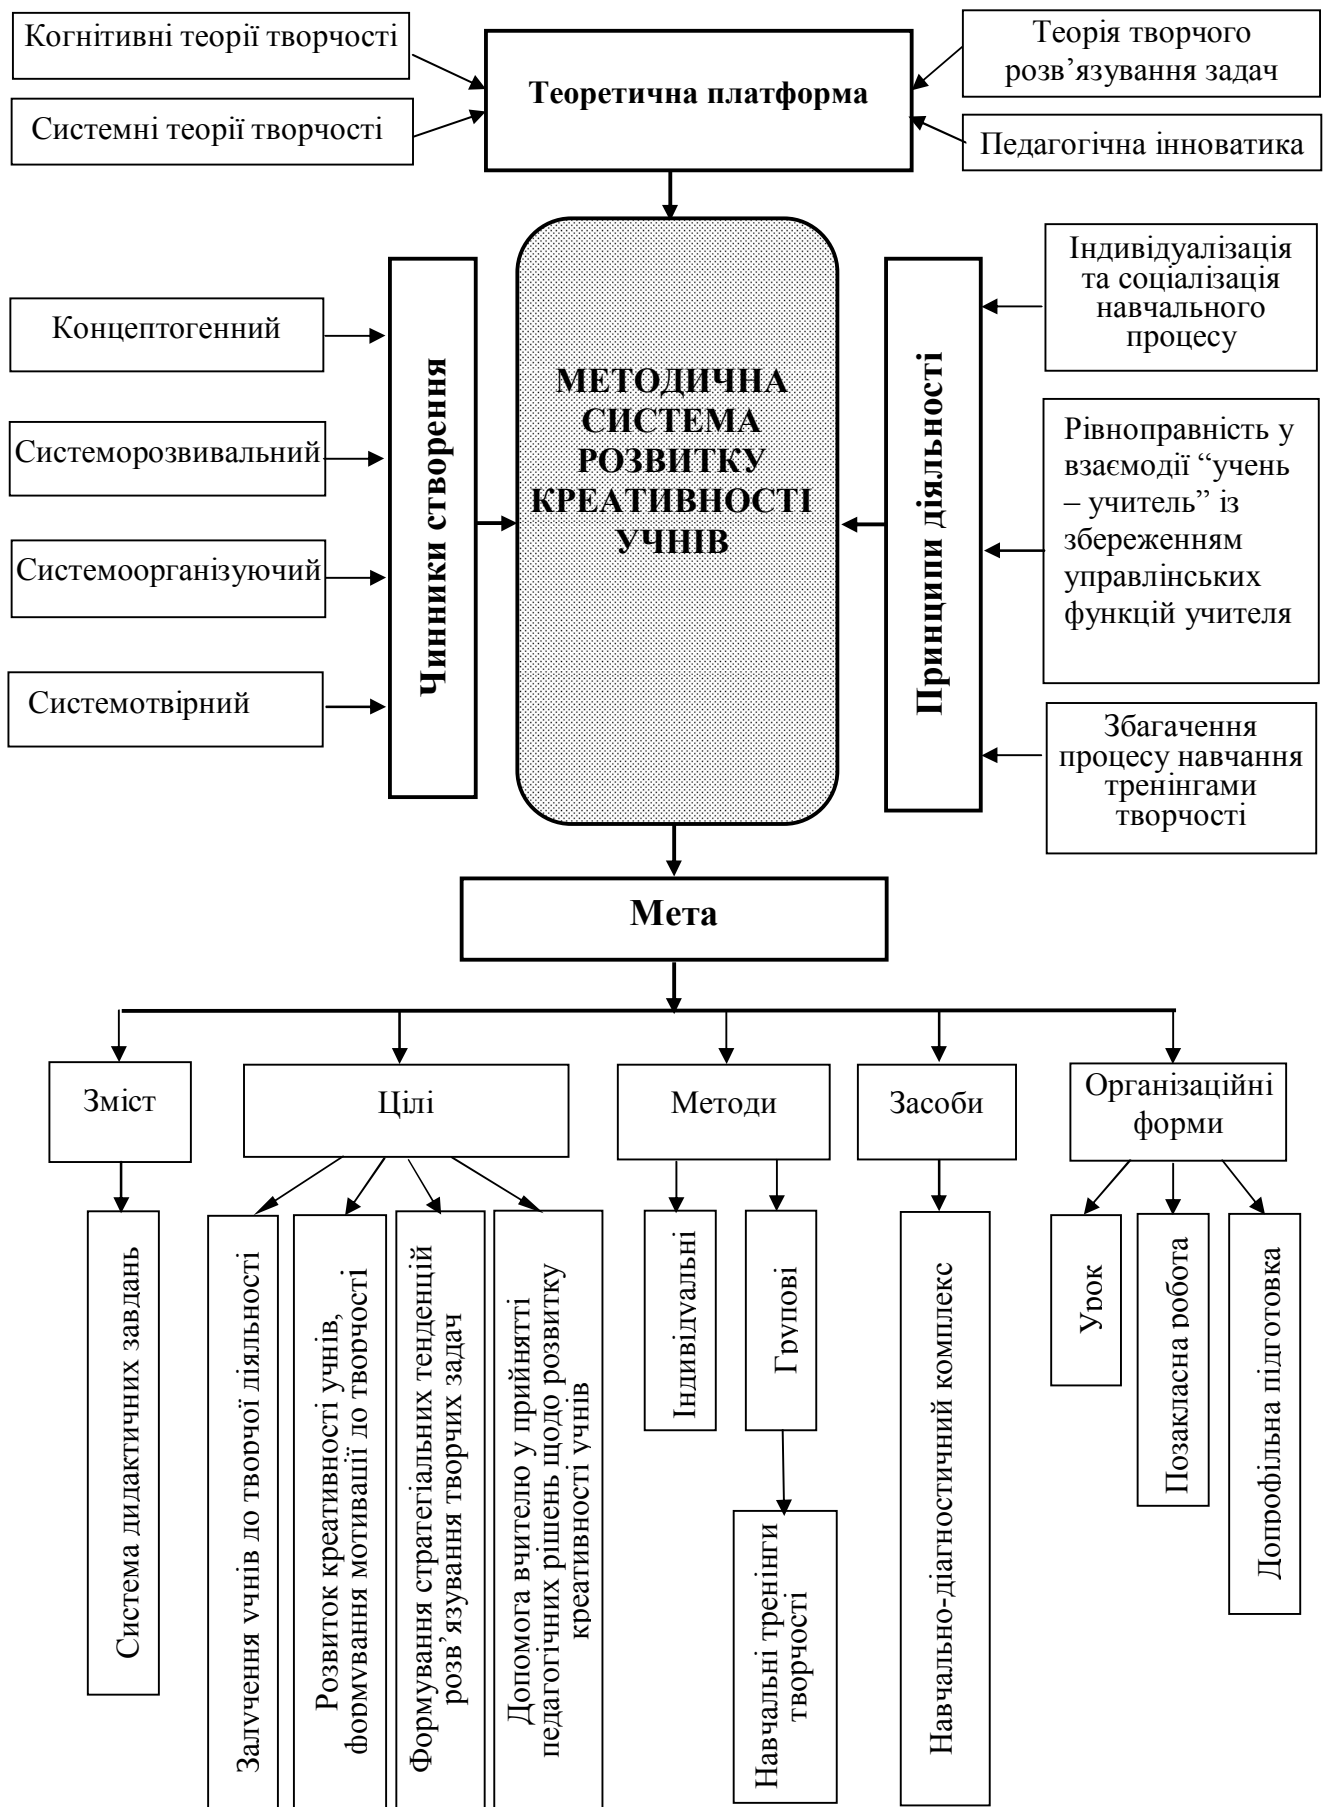 Когнітивні теорії творчості
Системні теорії творчості
Теоретична платформа
Теорія творчого
розв’язування задач
Педагогічна інноватика
Концептогенний
Системорозвивальний
Системоорганізуючий
Системотвірний
Чинники створення
МЕТОДИЧНА
СИСТЕМА
РОЗВИТКУ
КРЕАТИВНОСТІ
УЧНІВ
Принципи діяльності
Індивідуалізація
та соціалізація
навчального
процесу
Рівноправність у
взаємодії “учень
– учитель” із
збереженням
управлінських
функцій учителя
Збагачення
процесу навчання
тренінгами
творчості
Мета
Зміст
Цілі
Методи
Засоби
Організаційні
форми
Система дидактичних завдань
Залучення учнів до творчої діяльності
Розвиток креативності учнів,
формування мотивації до творчості
Формування стратегіальних тенденцій
розв’язування творчих задач
Допомога вчителю у прийнятті
педагогічних рішень щодо розвитку
креативності учнів
Індивідуальні
Групові
Навчальні тренінги
творчості
Навчально-діагностичний комплекс
Урок
Позакласна робота
Допрофільна підготовка